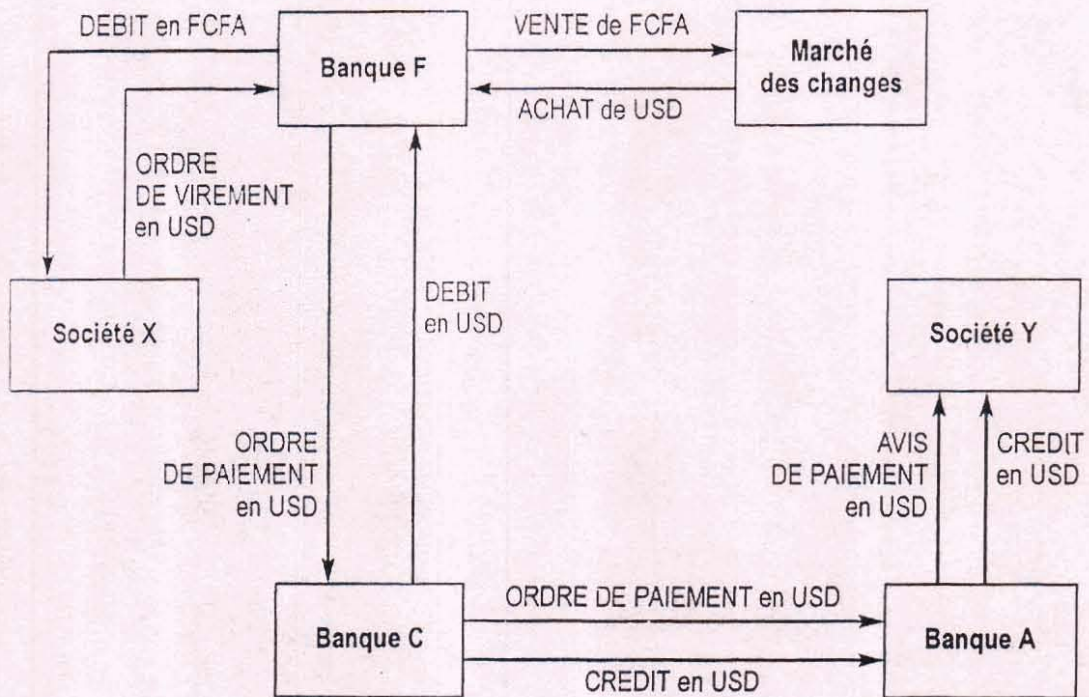 DEBIT en FCFA
VENTE de FCFA
Banque F
Marché
des changes
ACHAT de USD
ORDRE
DE VIREMENT
en USD
DEBIT
en USD
Société X
Société Y
ORDRE
DE PAIEMENT
en USD
AVIS
DE PAIEMENT
en USD
CREDIT
en USD
ORDRE DE PAIEMENT en USD
Banque C
Banque A
CREDIT en USD